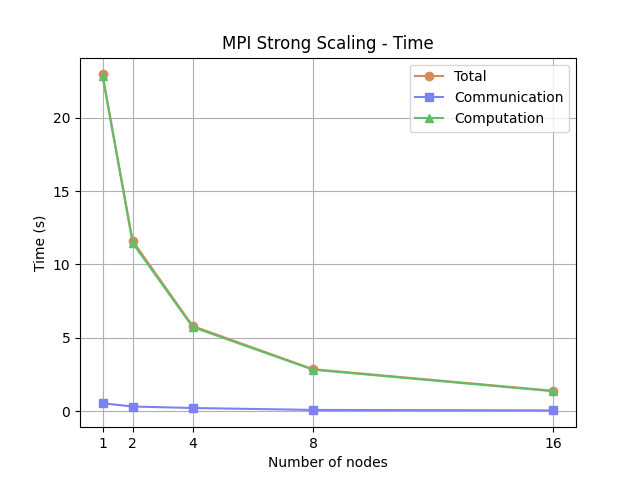 MPI Strong Scaling - Time
Total
Communication
Computation
Time (s)
20
15
10
5
0
1 2 4 8 16
Number of nodes